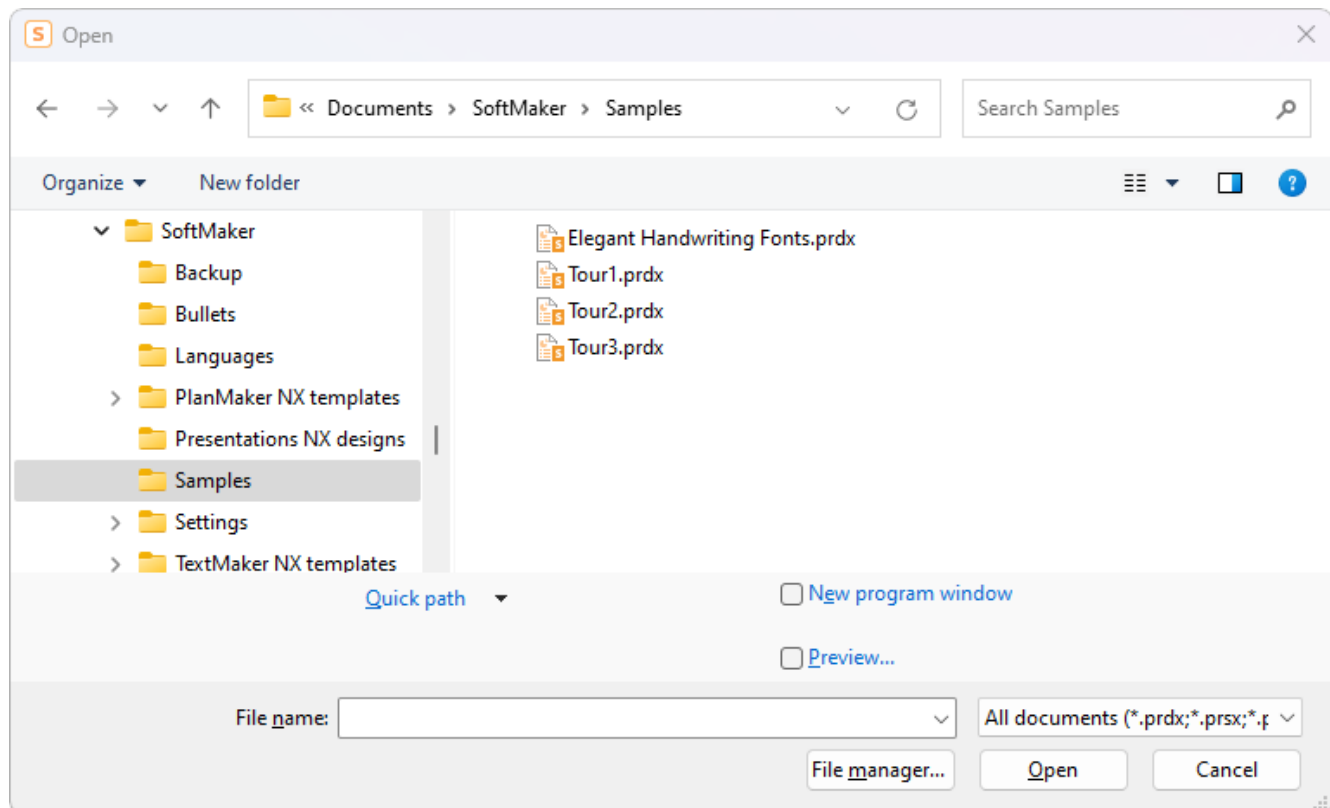 S Open
« Documents > SoftMaker > Samples
Search Samples
Organize
New folder
?
SoftMaker
Backup
Bullets
Languages
PlanMaker NX templates
Presentations NX designs
Samples
Settings
TextMaker NX templates
Elegant Handwriting Fonts.prdx
Tour1.prdx
Tour2.prdx
Tour3.prdx
Quick path
New program window
Preview...
File name:
All documents (*.prdx;*.prsx;*.p
File manager...
Open
Cancel